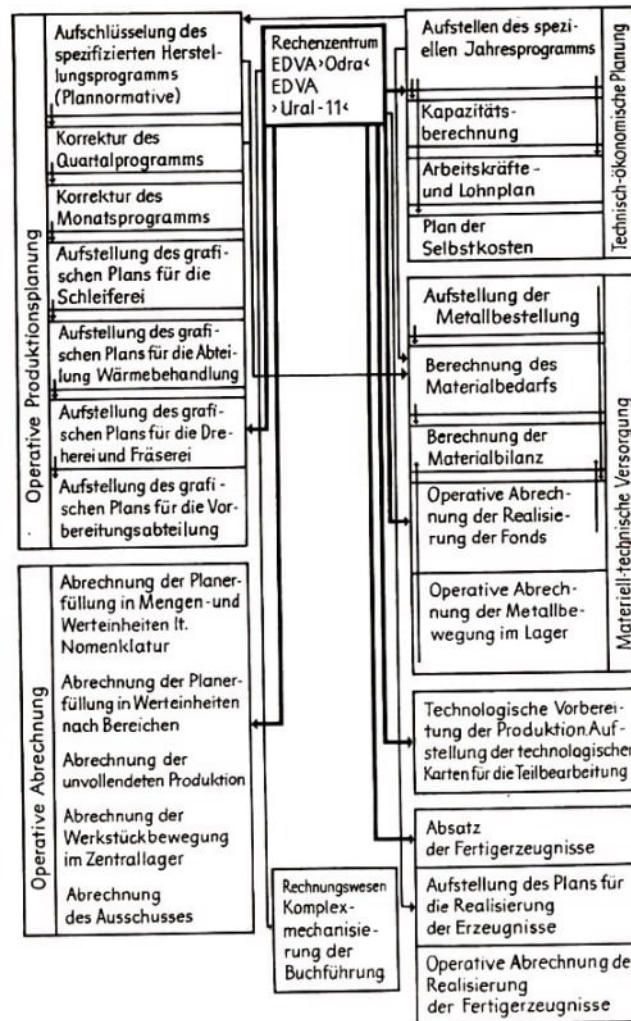 Operative Produktionsplanung
Aufschlüsselung des
spezifizierten Herstel-
lungsprogramms
(Plannormative)
Korrektur des
Quartalprogramms
Korrektur des
Monatsprogramms
Aufstellung des grafi-
schen Plans für die
Schleiferei
Aufstellung des grafi-
schen Plans für die Abtei-
lung Wärmebehandlung
Aufstellung des grafi-
schen Plans für die Dre-
herei und Fräserei
Aufstellung des grafi-
schen Plans für die Vor-
bereitungsabteilung
Operative Abrechnung
Abrechnung der Planer-
füllung in Mengen- und
Werteinheiten lt.
Nomenklatur
Abrechnung der Planer-
füllung in Werteinheiten
nach Bereichen
Abrechnung der
unvollendeten Produktion
Abrechnung der
Werkstückbewegung
im Zentrallager
Abrechnung
des Ausschusses
Rechenzentrum
EDVA ›Odra‹
EDVA
›Ural-11‹
Rechnungswesen
Komplex-
mechanisie-
rung der
Buchführung
Aufstellen des spezi-
ellen Jahresprogramms
Kapazitäts-
berechnung
Arbeitskräfte-
und Lohnplan
Plan der
Selbstkosten
Technisch-ökonomische Planung
Aufstellung der
Metallbestellung
Berechnung des
Materialbedarfs
Berechnung der
Materialbilanz
Operative Abrech-
nung der Realisie-
rung der Fonds
Operative Abrech-
nung der Metallbe-
wegung im Lager
Materiell-technische Versorgung
Technologische Vorberei-
tung der Produktion. Auf-
stellung der technologischen
Karten für die Teilbearbeitung
Absatz
der Fertigerzeugnisse
Aufstellung des Plans für
die Realisierung
der Erzeugnisse
Operative Abrechnung de
Realisierung
der Fertigerzeugnisse